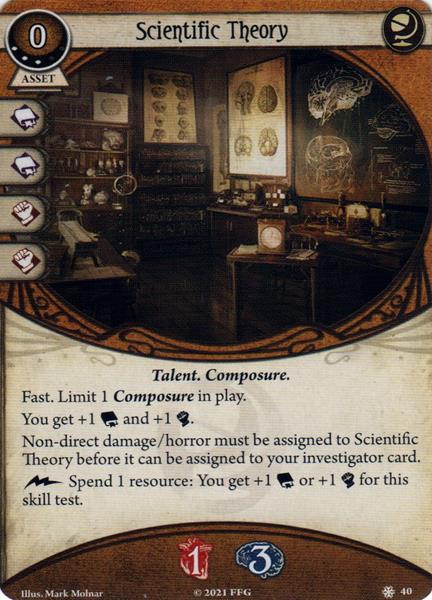 Scientific Theory
0
ASSET
Talent. Composure.
Fast. Limit 1 Composure in play.
You get +1 and +1 .
Non-direct damage/horror must be assigned to Scientific
Theory before it can be assigned to your investigator card.
Spend 1 resource: You get +1 or +1 for this
skill test.
1 3
Illus. Mark Molnar © 2021 FFG 40